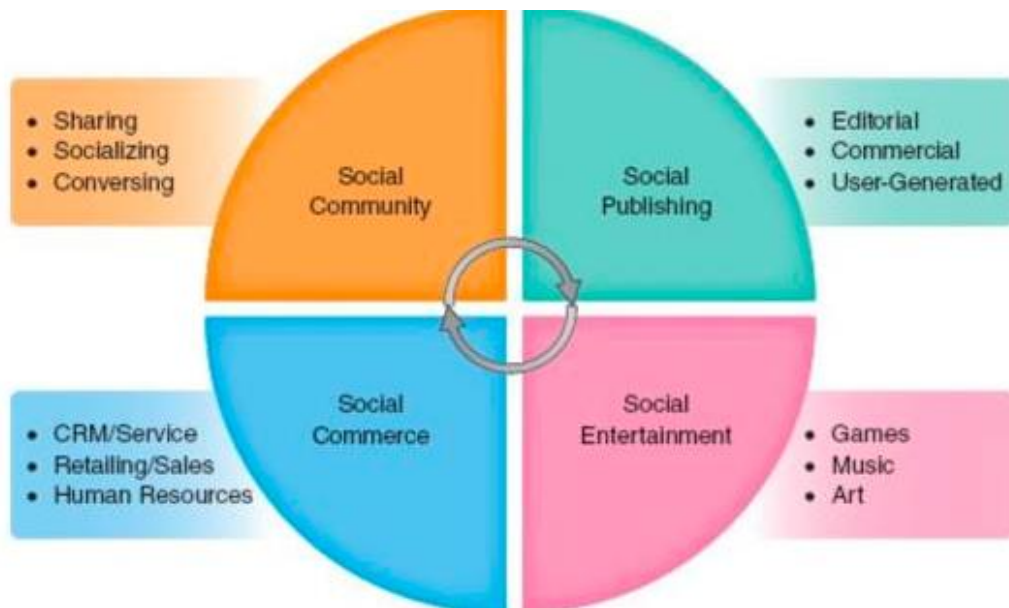 • Sharing
• Socializing
• Conversing
Social
Community
Social
Publishing
• Editorial
• Commercial
• User-Generated
• CRM/Service
• Retailing/Sales
• Human Resources
Social
Commerce
Social
Entertainment
• Games
• Music
• Art